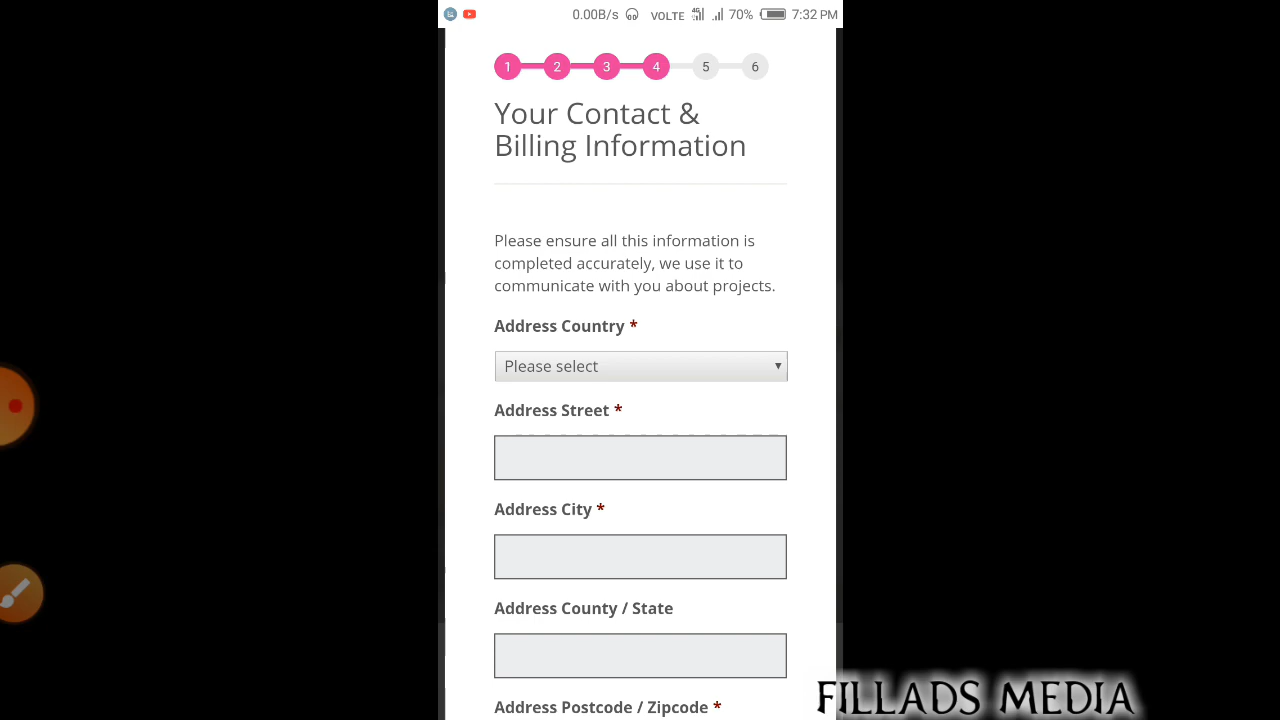 0.00B/s VOLTE 4G 70% 7:32 PM
1 2 3 4 5 6
Your Contact &
Billing Information
Please ensure all this information is
completed accurately, we use it to
communicate with you about projects.
Address Country *
Please select
Address Street *
Address City *
Address County / State
Address Postcode / Zipcode *
FILLADS MEDIA